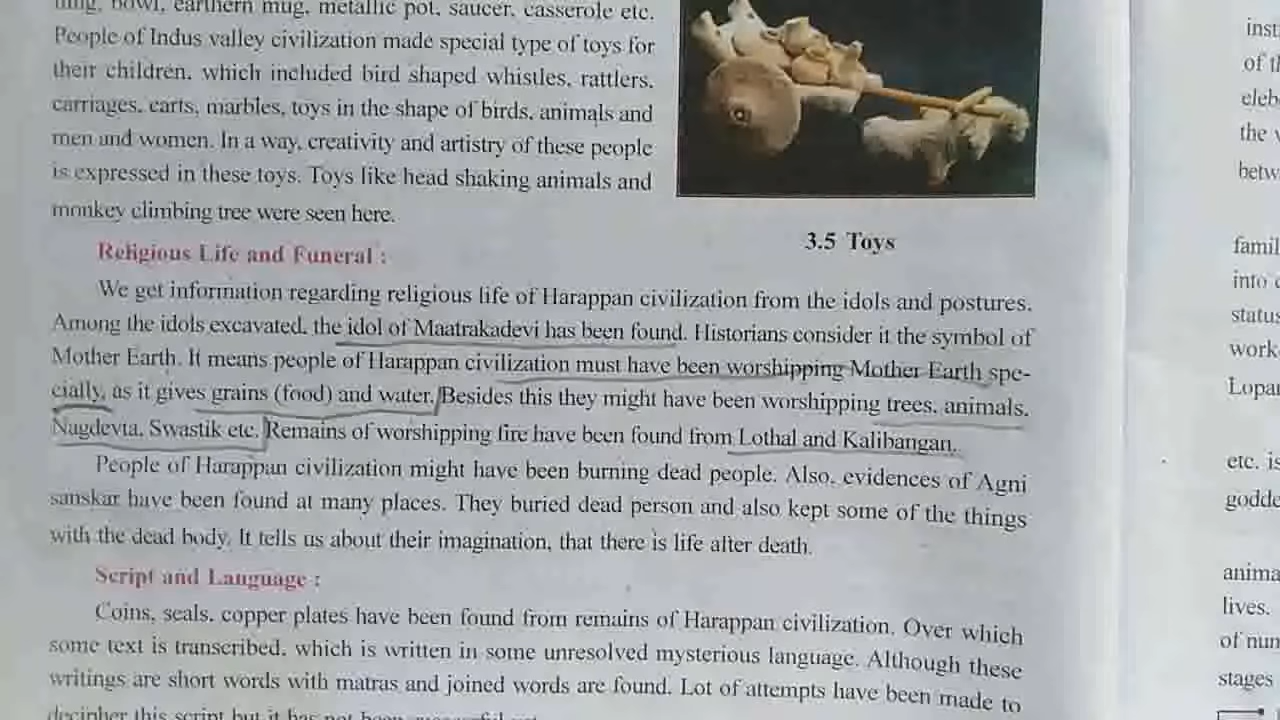 mug, bowl, earthern mug, metallic pot, saucer, casserole etc.
People of Indus valley civilization made special type of toys for
their children, which included bird shaped whistles, rattlers,
carriages, carts, marbles, toys in the shape of birds, animals and
men and women. In a way, creativity and artistry of these people
is expressed in these toys. Toys like head shaking animals and
monkey climbing tree were seen here.
3.5 Toys
Religious Life and Funeral :
We get information regarding religious life of Harappan civilization from the idols and postures.
Among the idols excavated, the idol of Maatrakadevi has been found. Historians consider it the symbol of
Mother Earth. It means people of Harappan civilization must have been worshipping Mother Earth spe-
cially, as it gives grains (food) and water. Besides this they might have been worshipping trees, animals,
Nagdevta, Swastik etc. Remains of worshipping fire have been found from Lothal and Kalibangan.
People of Harappan civilization might have been burning dead people. Also, evidences of Agni
sanskar have been found at many places. They buried dead person and also kept some of the things
with the dead body. It tells us about their imagination, that there is life after death.
Script and Language :
Coins, seals, copper plates have been found from remains of Harappan civilization. Over which
some text is transcribed, which is written in some unresolved mysterious language. Although these
writings are short words with matras and joined words are found. Lot of attempts have been made to
decipher this script but it has not been
inst
of t
eleb
the
betw
famil
into
status
work
Lopa
etc. is
godde
anima
lives.
of num
stages